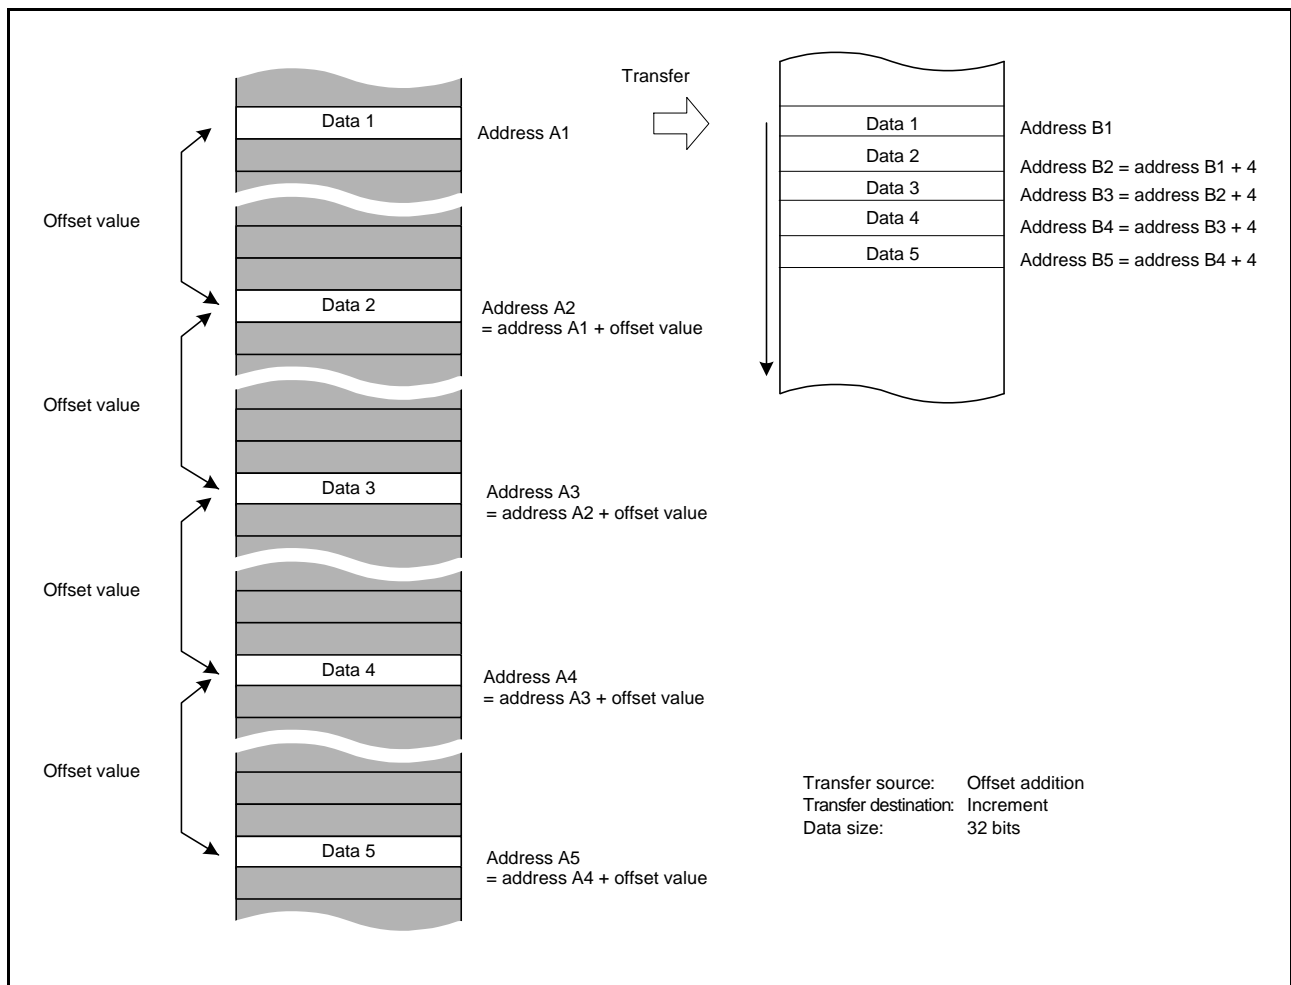 Transfer
Data 1
Address A1
Offset value
Data 2
Address A2
= address A1 + offset value
Offset value
Data 3
Address A3
= address A2 + offset value
Offset value
Data 4
Address A4
= address A3 + offset value
Offset value
Data 5
Address A5
= address A4 + offset value
Data 1
Address B1
Data 2
Address B2 = address B1 + 4
Data 3
Address B3 = address B2 + 4
Data 4
Address B4 = address B3 + 4
Data 5
Address B5 = address B4 + 4
Transfer source: Offset addition
Transfer destination: Increment
Data size: 32 bits